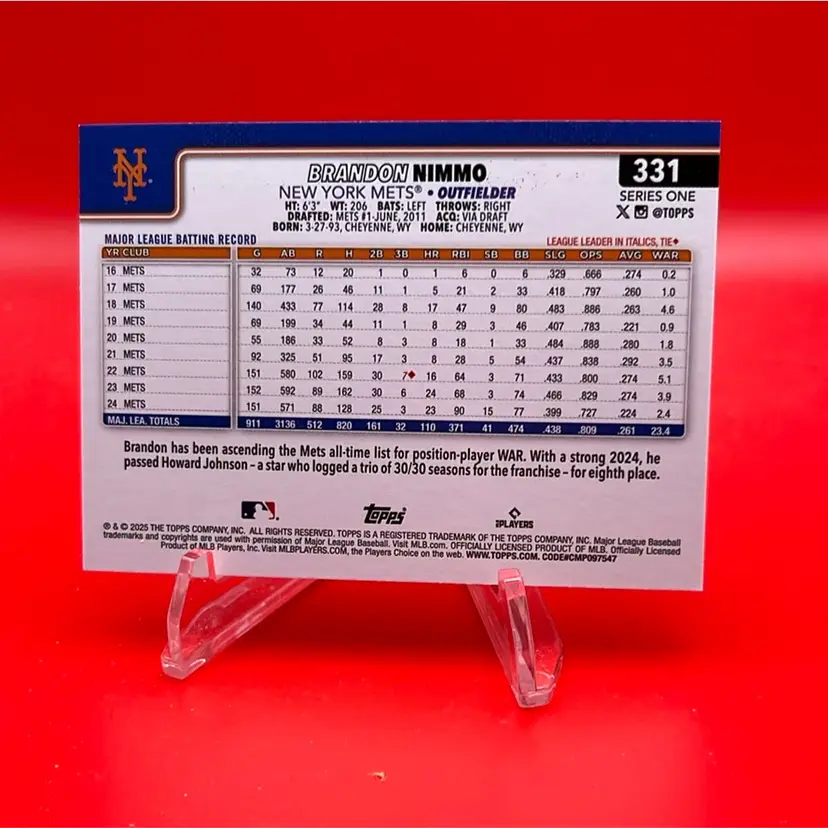 NY
BRANDON NIMMO
331
NEW YORK METS® • OUTFIELDER
SERIES ONE
HT: 6'3" WT: 206 BATS: LEFT THROWS: RIGHT
@TOPPS
DRAFTED: METS #1-JUNE, 2011 ACQ: VIA DRAFT
BORN: 3-27-93, CHEYENNE, WY HOME: CHEYENNE, WY
MAJOR LEAGUE BATTING RECORD
LEAGUE LEADER IN ITALICS, TIE♦
YR CLUB G AB R H 2B 3B HR RBI SB BB SLG OPS AVG WAR
16 METS 32 73 12 20 1 0 1 6 0 6 .329 .666 .274 0.2
17 METS 69 177 26 46 11 1 5 21 2 33 .418 .797 .260 1.0
18 METS 140 433 77 114 28 8 17 47 9 80 .483 .886 .263 4.6
19 METS 69 199 34 44 11 1 8 29 3 46 .407 .783 .221 0.9
20 METS 55 186 33 52 8 3 8 18 1 33 .484 .888 .280 1.8
21 METS 92 325 51 95 17 3 8 28 5 54 .437 .838 .292 3.5
22 METS 151 580 102 159 30 7♦ 16 64 3 71 .433 .800 .274 5.1
23 METS 152 592 89 162 30 6 24 68 3 74 .466 .829 .274 3.9
24 METS 151 571 88 128 25 3 23 90 15 77 .399 .727 .224 2.4
MAJ. LEA. TOTALS 911 3136 512 820 161 32 110 371 41 474 .438 .809 .261 23.4
Brandon has been ascending the Mets all-time list for position-player WAR. With a strong 2024, he
passed Howard Johnson – a star who logged a trio of 30/30 seasons for the franchise – for eighth place.
Topps PLAYERS
® & © 2025 THE TOPPS COMPANY, INC. ALL RIGHTS RESERVED. TOPPS IS A REGISTERED TRADEMARK OF THE TOPPS COMPANY, INC. Major League Baseball
trademarks and copyrights are used with permission of Major League Baseball. Visit MLB.com. OFFICIALLY LICENSED PRODUCT OF MLB. Officially Licensed
Product of MLB Players, Inc. Visit MLBPLAYERS.COM, the Players Choice on the web. WWW.TOPPS.COM. CODE#CMP097547